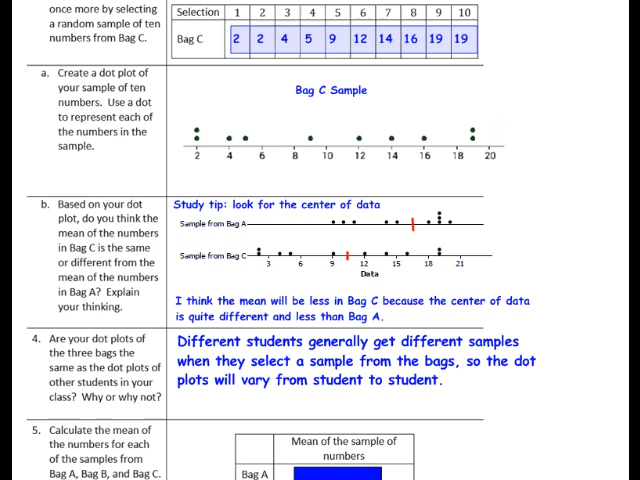 once more by selecting
a random sample of ten
numbers from Bag C.
Selection 1 2 3 4 5 6 7 8 9 10
Bag C 2 2 4 5 9 12 14 16 19 19
a. Create a dot plot of
your sample of ten
numbers. Use a dot
to represent each of
the numbers in the
sample.
Bag C Sample
2 4 6 8 10 12 14 16 18 20
b. Based on your dot
plot, do you think the
mean of the numbers
in Bag C is the same
or different from the
mean of the numbers
in Bag A? Explain
your thinking.
Study tip: look for the center of data
Sample from Bag A
Sample from Bag C
3 6 9 12 15 18 21
Data
I think the mean will be less in Bag C because the center of data
is quite different and less than Bag A.
4. Are your dot plots of
the three bags the
same as the dot plots of
other students in your
class? Why or why not?
Different students generally get different samples
when they select a sample from the bags, so the dot
plots will vary from student to student.
5. Calculate the mean of
the numbers for each
of the samples from
Bag A, Bag B, and Bag C.
Mean of the sample of
numbers
Bag A